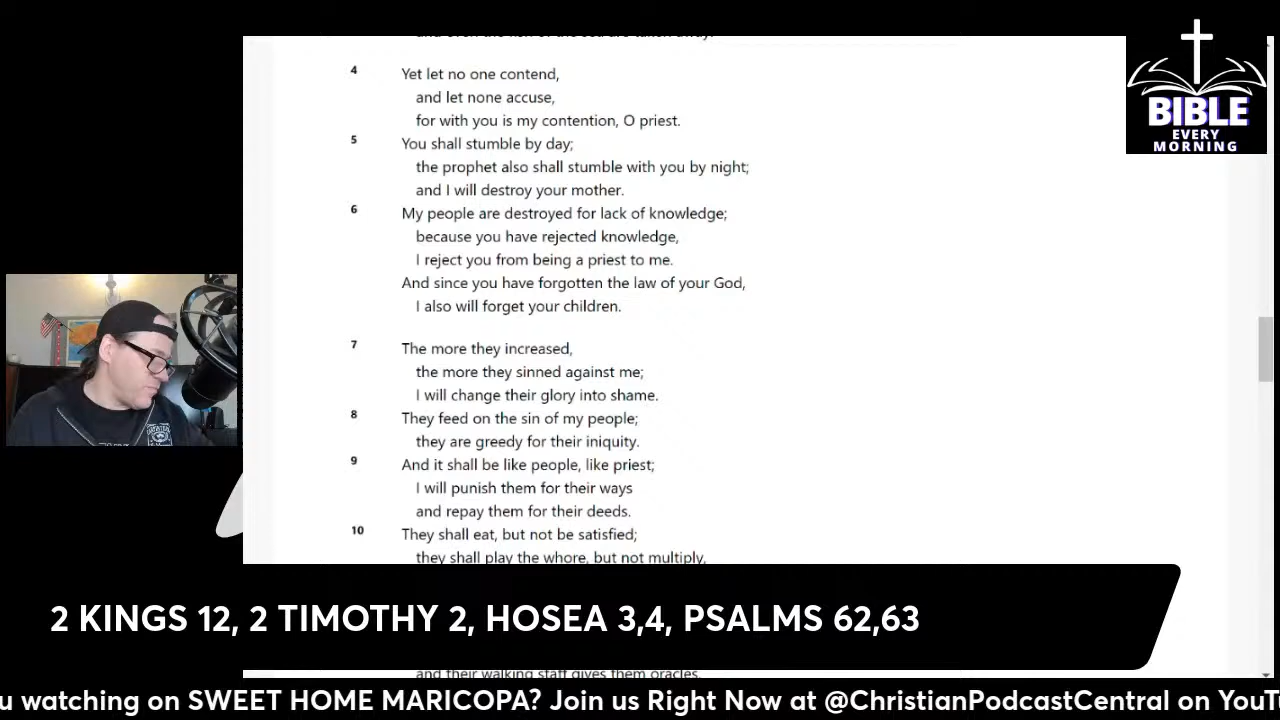 4 Yet let no one contend,
and let none accuse,
for with you is my contention, O priest.
5 You shall stumble by day;
the prophet also shall stumble with you by night;
and I will destroy your mother.
6 My people are destroyed for lack of knowledge;
because you have rejected knowledge,
I reject you from being a priest to me.
And since you have forgotten the law of your God,
I also will forget your children.
7 The more they increased,
the more they sinned against me;
I will change their glory into shame.
8 They feed on the sin of my people;
they are greedy for their iniquity.
9 And it shall be like people, like priest;
I will punish them for their ways
and repay them for their deeds.
10 They shall eat, but not be satisfied;
they shall play the whore, but not multiply,
and their walking staff gives them oracles.
BIBLE
EVERY
MORNING
2 KINGS 12, 2 TIMOTHY 2, HOSEA 3,4, PSALMS 62,63
u watching on SWEET HOME MARICOPA? Join us Right Now at @ChristianPodcastCentral on YouT